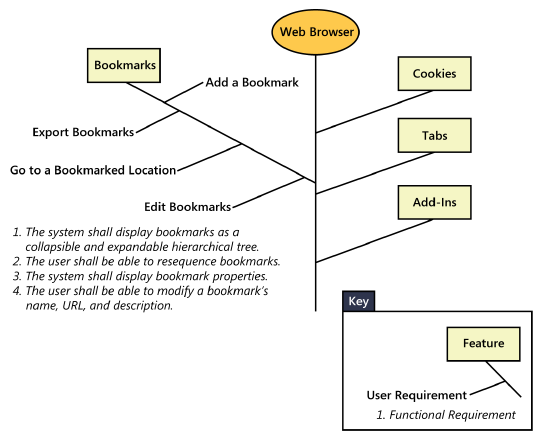 Web Browser
Bookmarks
Cookies
Add a Bookmark
Export Bookmarks
Tabs
Go to a Bookmarked Location
Add-Ins
Edit Bookmarks
1. The system shall display bookmarks as a
collapsible and expandable hierarchical tree.
2. The user shall be able to resequence bookmarks.
3. The system shall display bookmark properties.
4. The user shall be able to modify a bookmark's
name, URL, and description.
Key
Feature
User Requirement
1. Functional Requirement